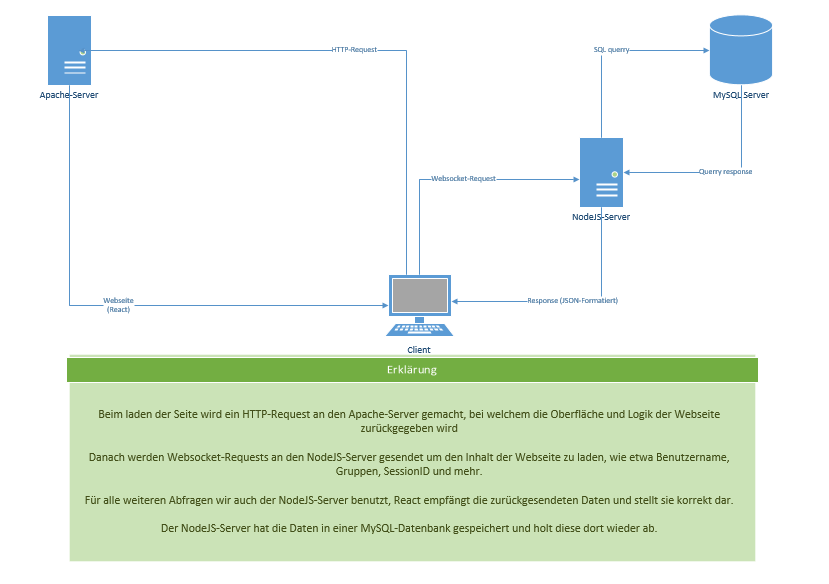 HTTP-Request
SQL querry
Apache-Server
MySQL Server
Websocket-Request
Querry response
NodeJS-Server
Webseite
(React)
Response (JSON-Formatiert)
Client
Erklärung
Beim laden der Seite wird ein HTTP-Request an den Apache-Server gemacht, bei welchem die Oberfläche und Logik der Webseite
zurückgegeben wird
Danach werden Websocket-Requests an den NodeJS-Server gesendet um den Inhalt der Webseite zu laden, wie etwa Benutzername,
Gruppen, SessionID und mehr.
Für alle weiteren Abfragen wir auch der NodeJS-Server benutzt, React empfängt die zurückgesendeten Daten und stellt sie korrekt dar.
Der NodeJS-Server hat die Daten in einer MySQL-Datenbank gespeichert und holt diese dort wieder ab.